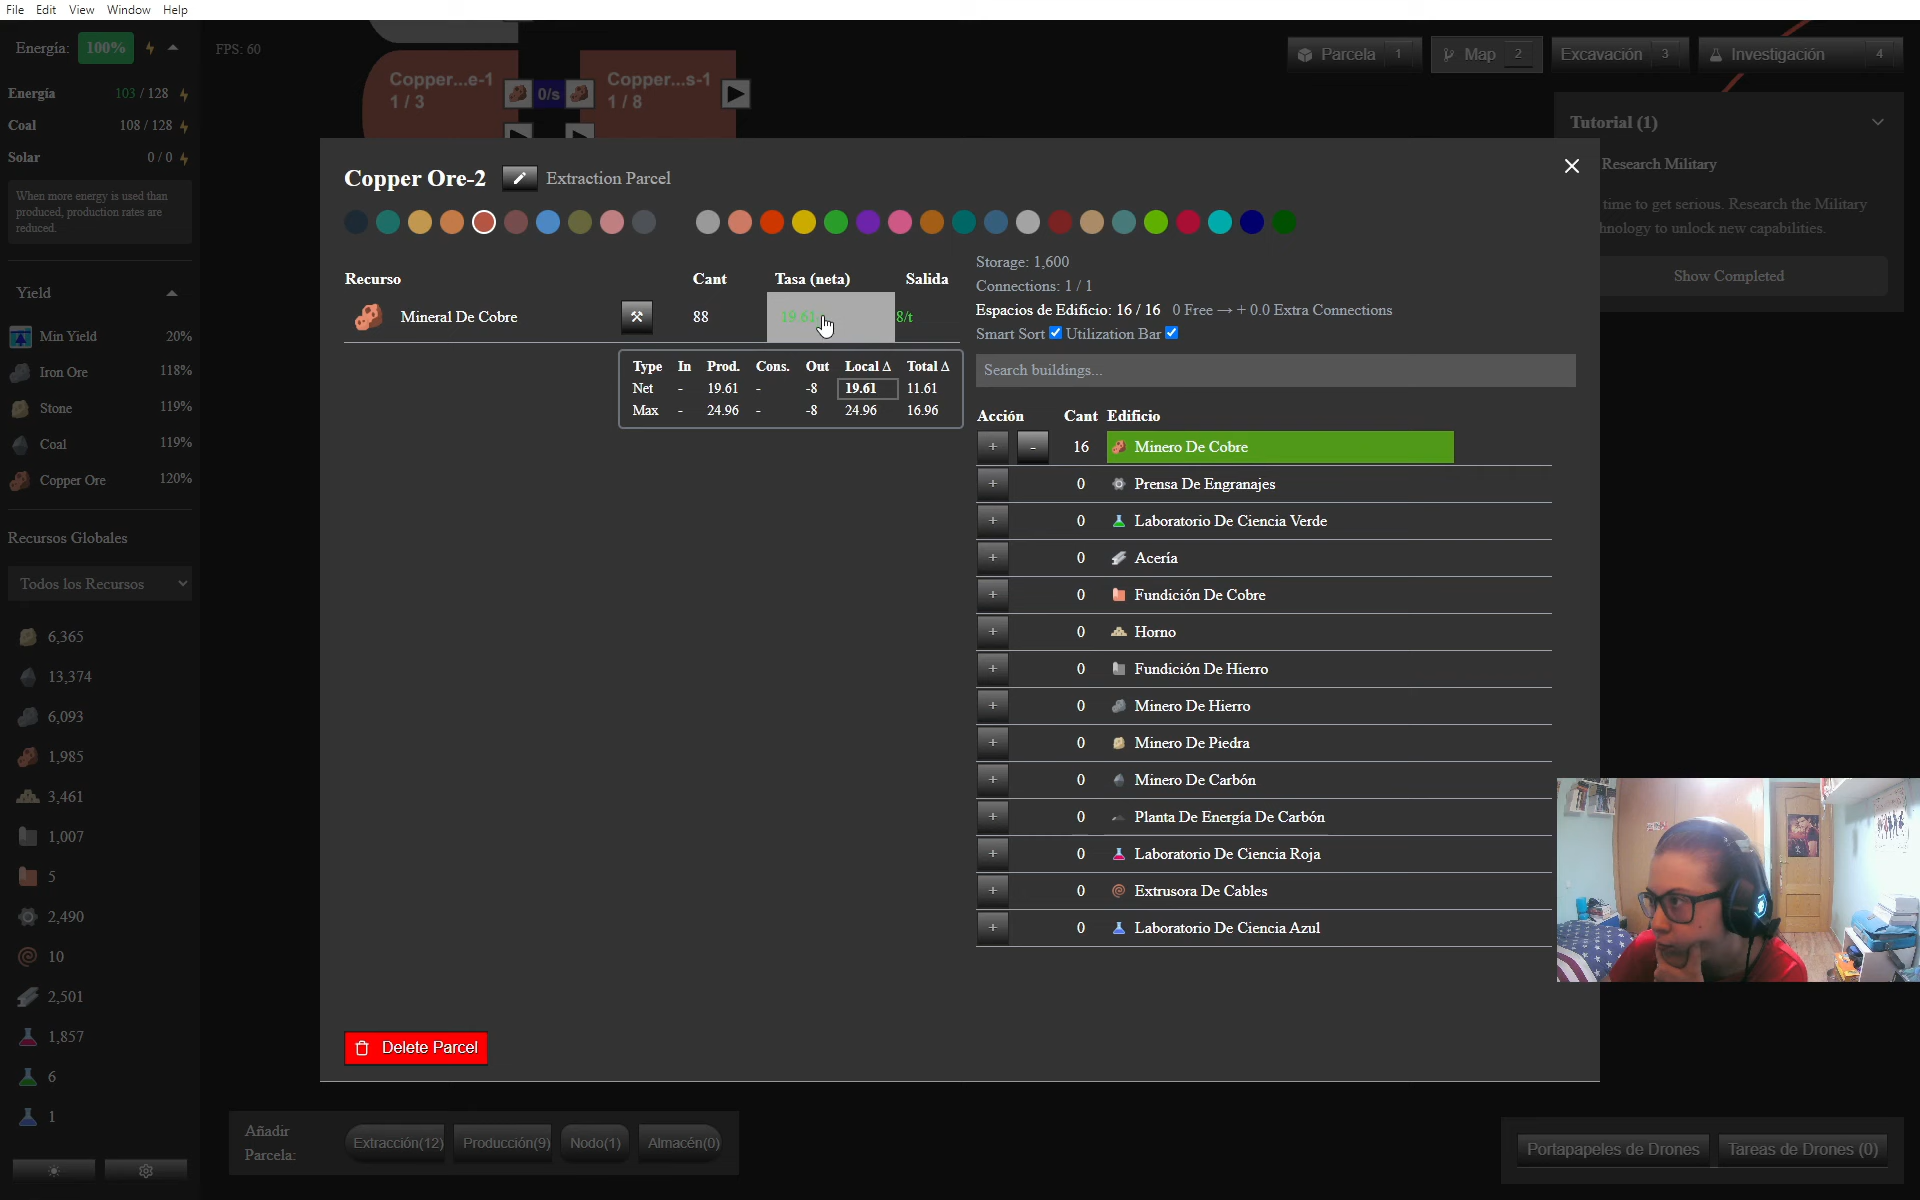 File Edit View Window Help
Energía: 100%
FPS: 60
Energía 103 / 128
Coal 108 / 128
Solar 0 / 0
When more energy is used than
produced, production rates are
reduced.
Yield
Min Yield 20%
Iron Ore 118%
Stone 119%
Coal 119%
Copper Ore 120%
Recursos Globales
Todos los Recursos
6,365
13,374
6,093
1,985
3,461
1,007
5
2,490
10
2,501
1,857
6
1
Copper...e-1
1 / 3
0/s
Copper...s-1
1 / 8
Parcela 1
Map 2
Excavación 3
Investigación 4
Tutorial (1)
Research Military
time to get serious. Research the Military
hnology to unlock new capabilities.
Show Completed
Copper Ore-2
Extraction Parcel
Recurso Cant Tasa (neta) Salida
Mineral De Cobre 88 19.61 8/t
Type In Prod. Cons. Out Local Δ Total Δ
Net - 19.61 - -8 19.61 11.61
Max - 24.96 - -8 24.96 16.96
Storage: 1,600
Connections: 1 / 1
Espacios de Edificio: 16 / 16 0 Free → + 0.0 Extra Connections
Smart Sort Utilization Bar
Search buildings...
Acción Cant Edificio
+ - 16 Minero De Cobre
+ 0 Prensa De Engranajes
+ 0 Laboratorio De Ciencia Verde
+ 0 Acería
+ 0 Fundición De Cobre
+ 0 Horno
+ 0 Fundición De Hierro
+ 0 Minero De Hierro
+ 0 Minero De Piedra
+ 0 Minero De Carbón
+ 0 Planta De Energía De Carbón
+ 0 Laboratorio De Ciencia Roja
+ 0 Extrusora De Cables
+ 0 Laboratorio De Ciencia Azul
Delete Parcel
Añadir
Parcela:
Extracción(12) Producción(9) Nodo(1) Almacén(0)
Portapapeles de Drones Tareas de Drones (0)